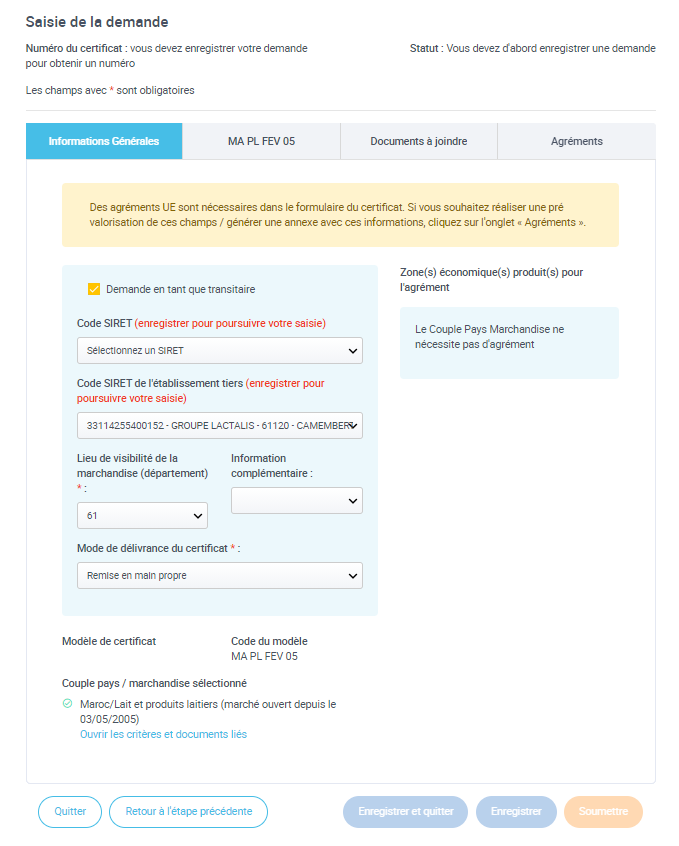 Saisie de la demande
Numéro du certificat : vous devez enregistrer votre demande
pour obtenir un numéro
Statut : Vous devez d'abord enregistrer une demande
Les champs avec * sont obligatoires
Informations Générales
MA PL FEV 05
Documents à joindre
Agréments
Des agréments UE sont nécessaires dans le formulaire du certificat. Si vous souhaitez réaliser une pré
valorisation de ces champs / générer une annexe avec ces informations, cliquez sur l'onglet « Agréments ».
Demande en tant que transitaire
Code SIRET (enregistrer pour poursuivre votre saisie)
Sélectionnez un SIRET
Code SIRET de l'établissement tiers (enregistrer pour
poursuivre votre saisie)
33114255400152 - GROUPE LACTALIS - 61120 - CAMEMBERT
Lieu de visibilité de la
marchandise (département)
* :
61
Information
complémentaire :
Mode de délivrance du certificat * :
Remise en main propre
Zone(s) économique(s) produit(s) pour
l'agrément
Le Couple Pays Marchandise ne
nécessite pas d'agrément
Modèle de certificat
Code du modèle
MA PL FEV 05
Couple pays / marchandise sélectionné
Maroc/Lait et produits laitiers (marché ouvert depuis le
03/05/2005)
Ouvrir les critères et documents liés
Quitter
Retour à l'étape précédente
Enregistrer et quitter
Enregistrer
Soumettre